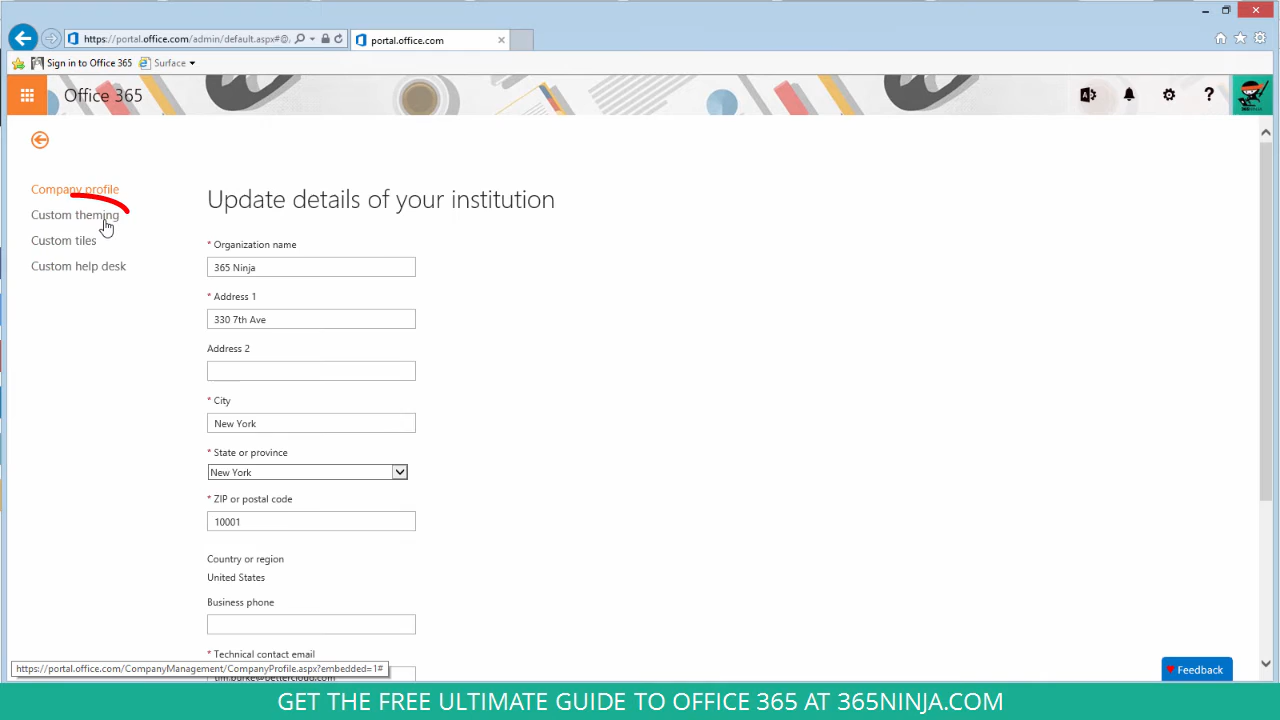 https://portal.office.com/admin/default.aspx#@.
portal.office.com
Sign in to Office 365
Surface
Office 365
Company profile
Custom theming
Custom tiles
Custom help desk
Update details of your institution
* Organization name
365 Ninja
* Address 1
330 7th Ave
Address 2
* City
New York
* State or province
New York
* ZIP or postal code
10001
Country or region
United States
Business phone
* Technical contact email
tim.burke@bettercloud.com
https://portal.office.com/CompanyManagement/CompanyProfile.aspx?embedded=1#
Feedback
GET THE FREE ULTIMATE GUIDE TO OFFICE 365 AT 365NINJA.COM